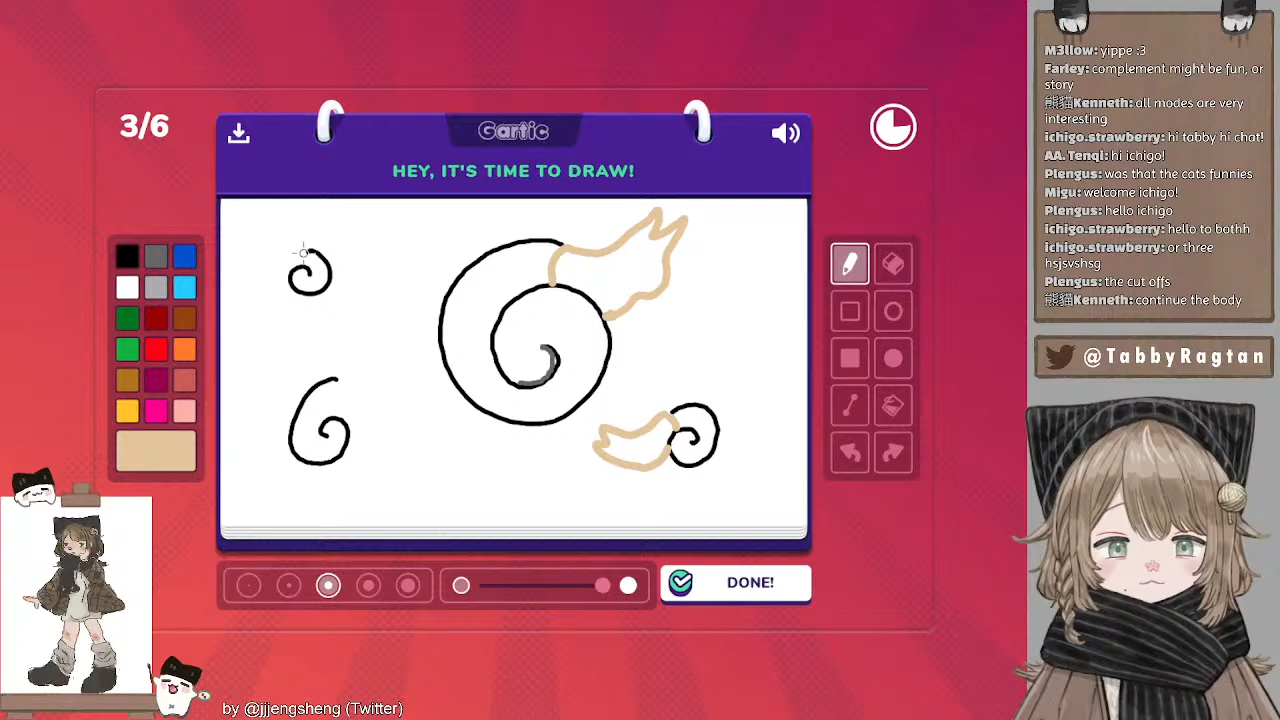 3/6
Gartic
HEY, IT'S TIME TO DRAW!
DONE!
by @jjjengsheng (Twitter)
M3llow: yippe :3
Farley: complement might be fun, or
story
熊貓Kenneth: all modes are very
interesting
ichigo.strawberry: hi tabby hi chat!
AA. Tenqi: hi ichigo!
Plengus: was that the cats funnies
Migu: welcome ichigo!
Plengus: hello ichigo
ichigo.strawberry: hello to bothh
ichigo.strawberry: or three
hsjsvshsg
Plengus: the cut offs
熊貓Kenneth: continue the body
@TabbyRagtan